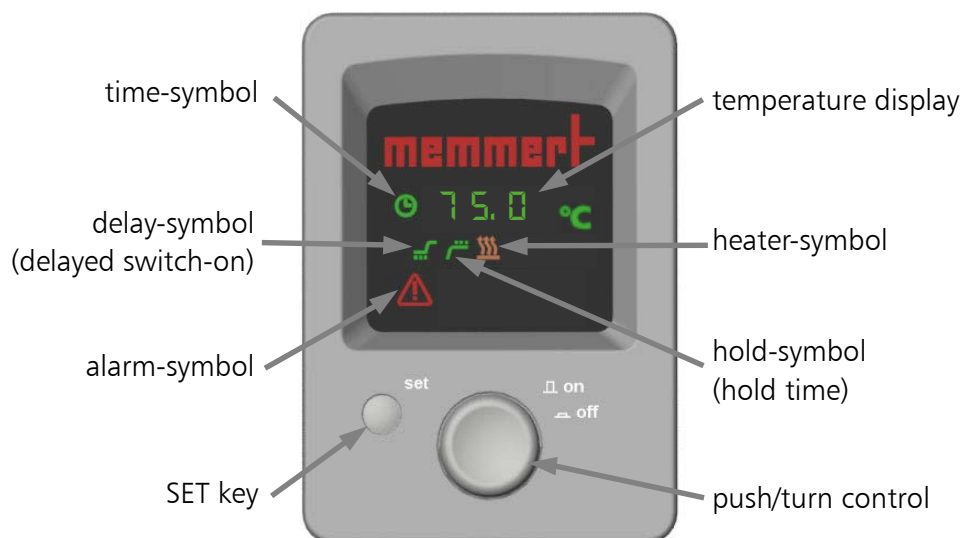 time-symbol
temperature display
memmert
75.0 °C
delay-symbol
(delayed switch-on)
heater-symbol
alarm-symbol
hold-symbol
(hold time)
set
on
off
SET key
push/turn control